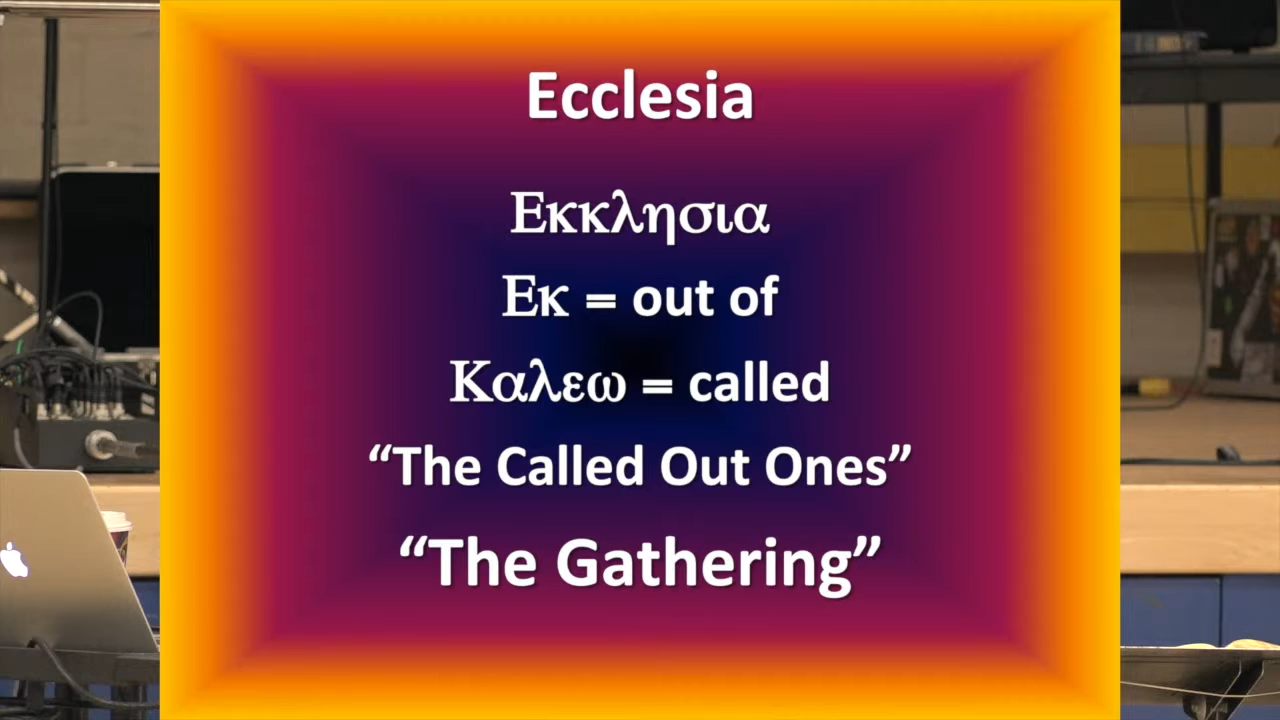 Ecclesia
Εκκλησια
Εκ = out of
Καλεω = called
“The Called Out Ones”
“The Gathering”